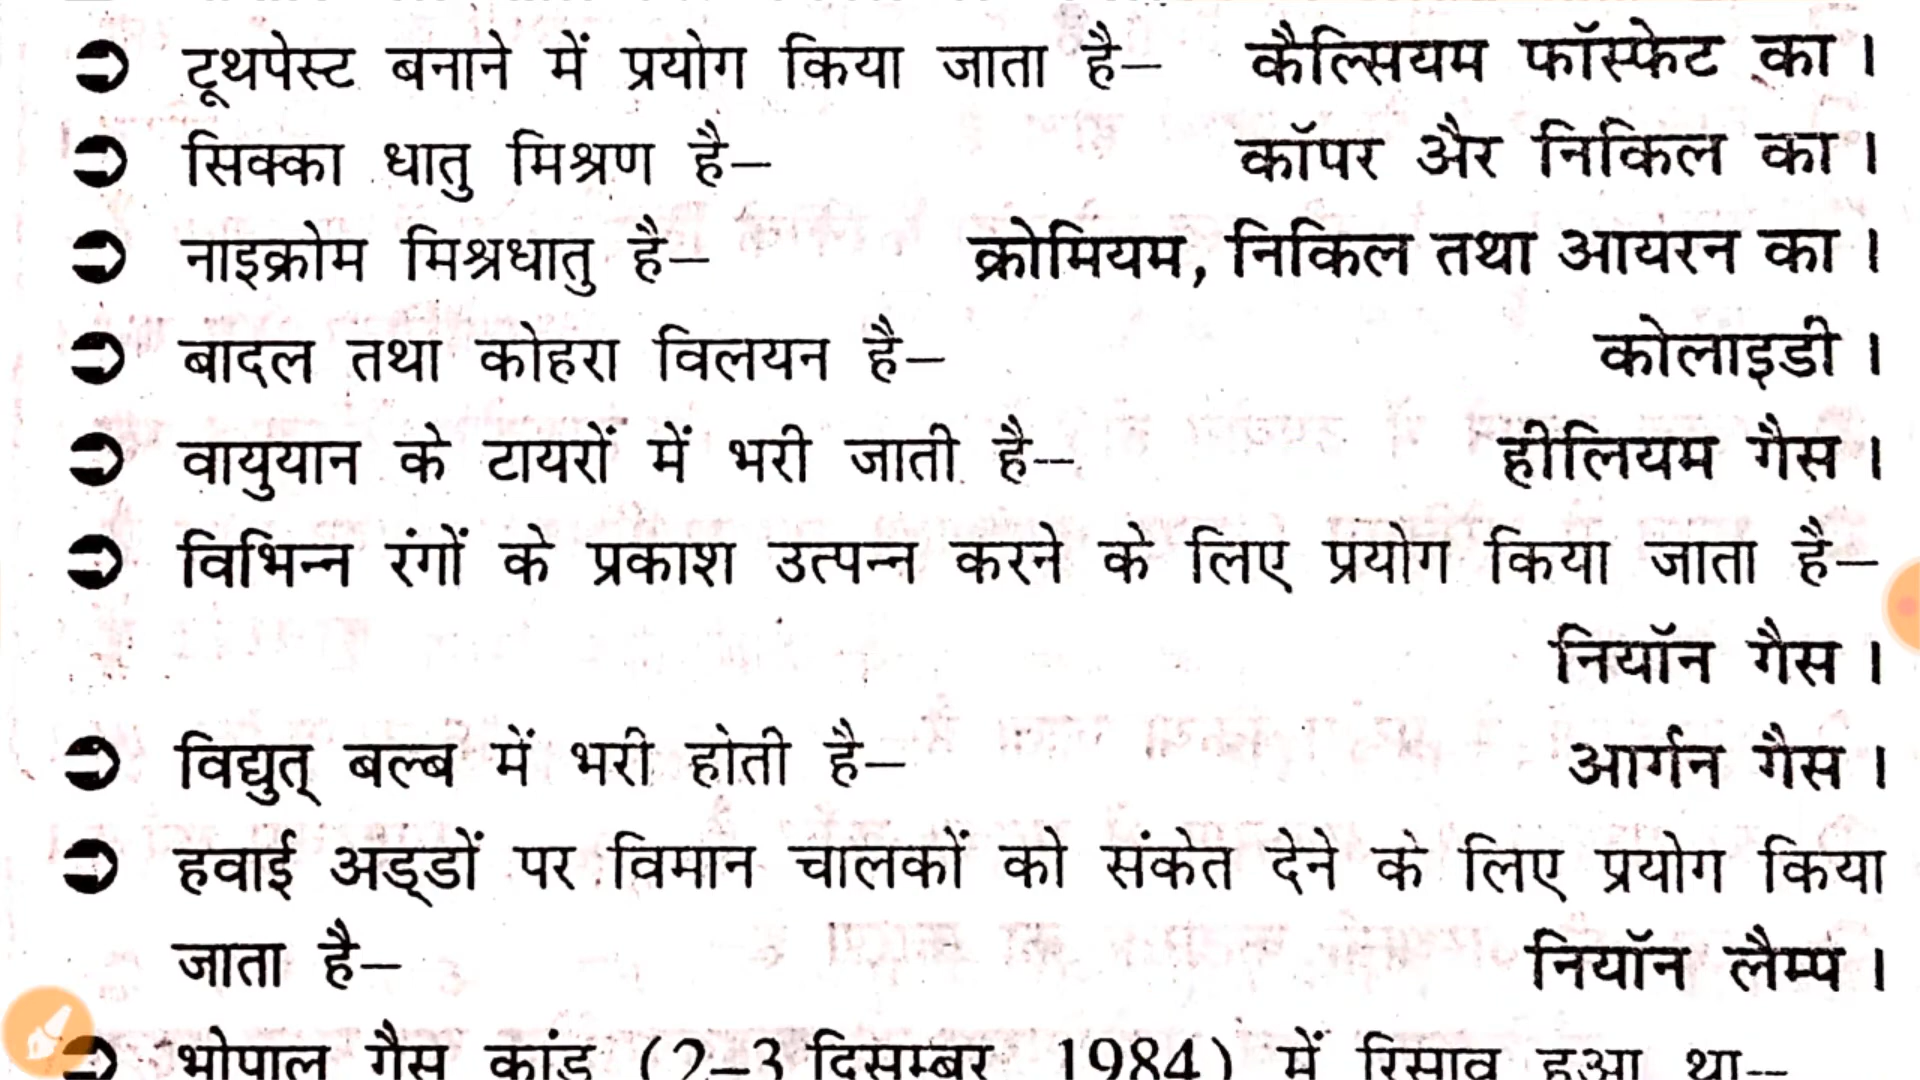 टूथपेस्ट बनाने में प्रयोग किया जाता है– कैल्सियम फॉस्फेट का।
सिक्का धातु मिश्रण है– कॉपर अैर निकिल का।
नाइक्रोम मिश्रधातु है– क्रोमियम, निकिल तथा आयरन का।
बादल तथा कोहरा विलयन है– कोलाइडी।
वायुयान के टायरों में भरी जाती है– हीलियम गैस।
विभिन्न रंगों के प्रकाश उत्पन्न करने के लिए प्रयोग किया जाता है–
नियॉन गैस।
विद्युत् बल्ब में भरी होती है– आर्गन गैस।
हवाई अड्डों पर विमान चालकों को संकेत देने के लिए प्रयोग किया
जाता है– नियॉन लैम्प।
भोपाल गैस कांड (2–3 दिसम्बर, 1984) में रिसाव हुआ था–